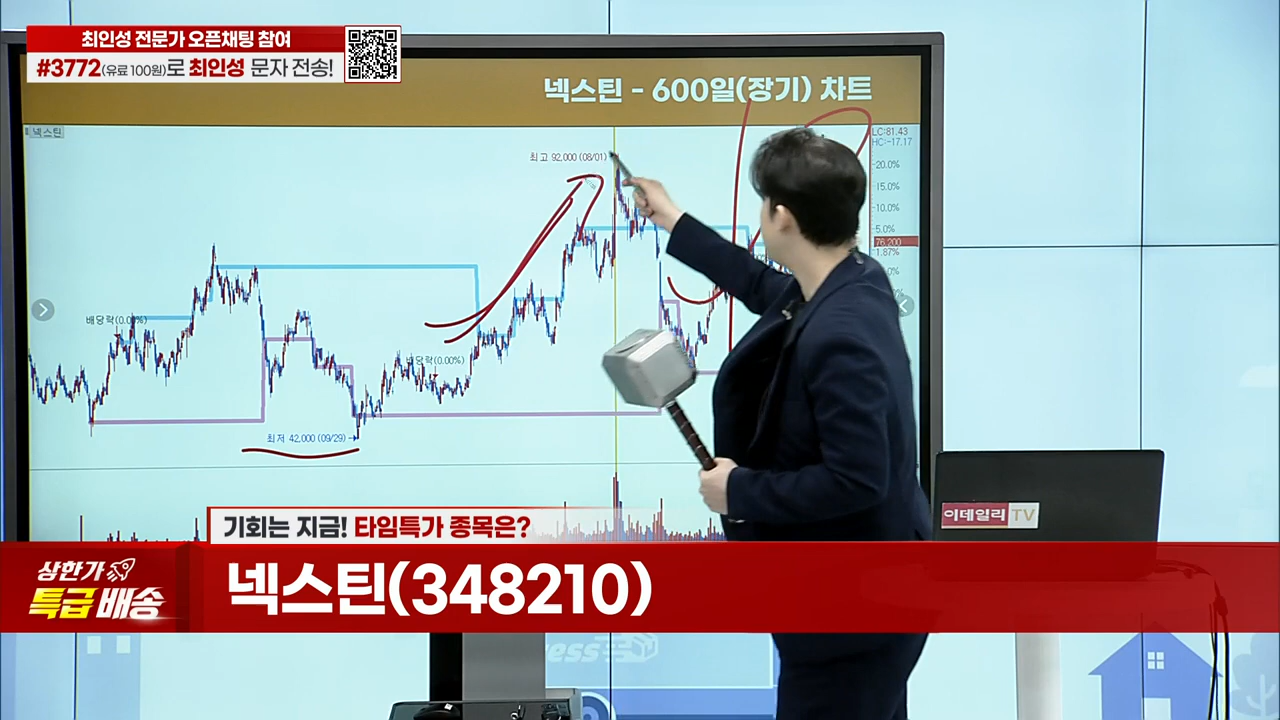 최인성 전문가 오픈채팅 참여
#3772(유료 100원)로 최인성 문자 전송!
넥스틴 - 600일(장기) 차트
넥스틴
LC:81.43
HC:-17.17
최고 92,000 (08/01)
20.0%
15.0%
10.0%
5.0%
76,200
1.87%
배당락(0.00%)
배당락(0.00%)
최저 42,000 (09/29)
이데일리TV
기회는 지금! 타임특가 종목은?
상한가
특급 배송
넥스틴(348210)
ess